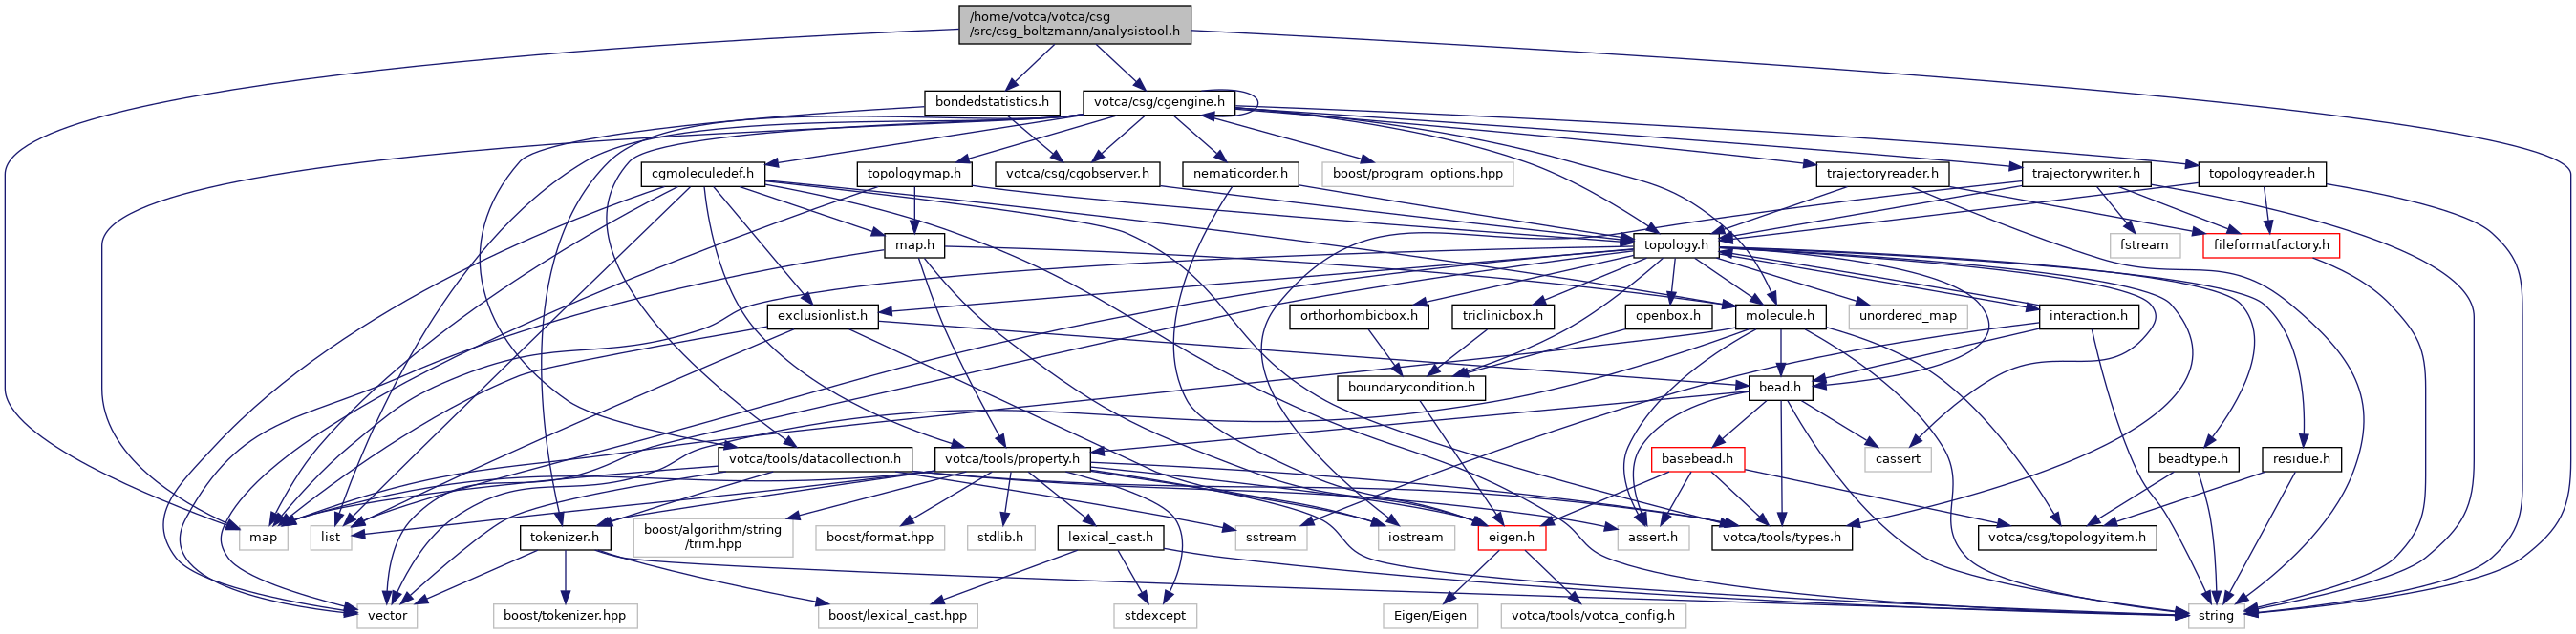 /home/votca/votca/csg
/src/csg_boltzmann/analysistool.h
bondedstatistics.h
votca/csg/cgengine.h
cgmoleculedef.h
topologymap.h
votca/csg/cgobserver.h
nematicorder.h
boost/program_options.hpp
trajectoryreader.h
trajectorywriter.h
topologyreader.h
map.h
topology.h
fstream
fileformatfactory.h
exclusionlist.h
orthorhombicbox.h
triclinicbox.h
openbox.h
molecule.h
unordered_map
interaction.h
boundarycondition.h
bead.h
votca/tools/datacollection.h
votca/tools/property.h
basebead.h
cassert
beadtype.h
residue.h
map
list
tokenizer.h
boost/algorithm/string
/trim.hpp
boost/format.hpp
stdlib.h
lexical_cast.h
sstream
iostream
eigen.h
assert.h
votca/tools/types.h
votca/csg/topologyitem.h
vector
boost/tokenizer.hpp
boost/lexical_cast.hpp
stdexcept
Eigen/Eigen
votca/tools/votca_config.h
string